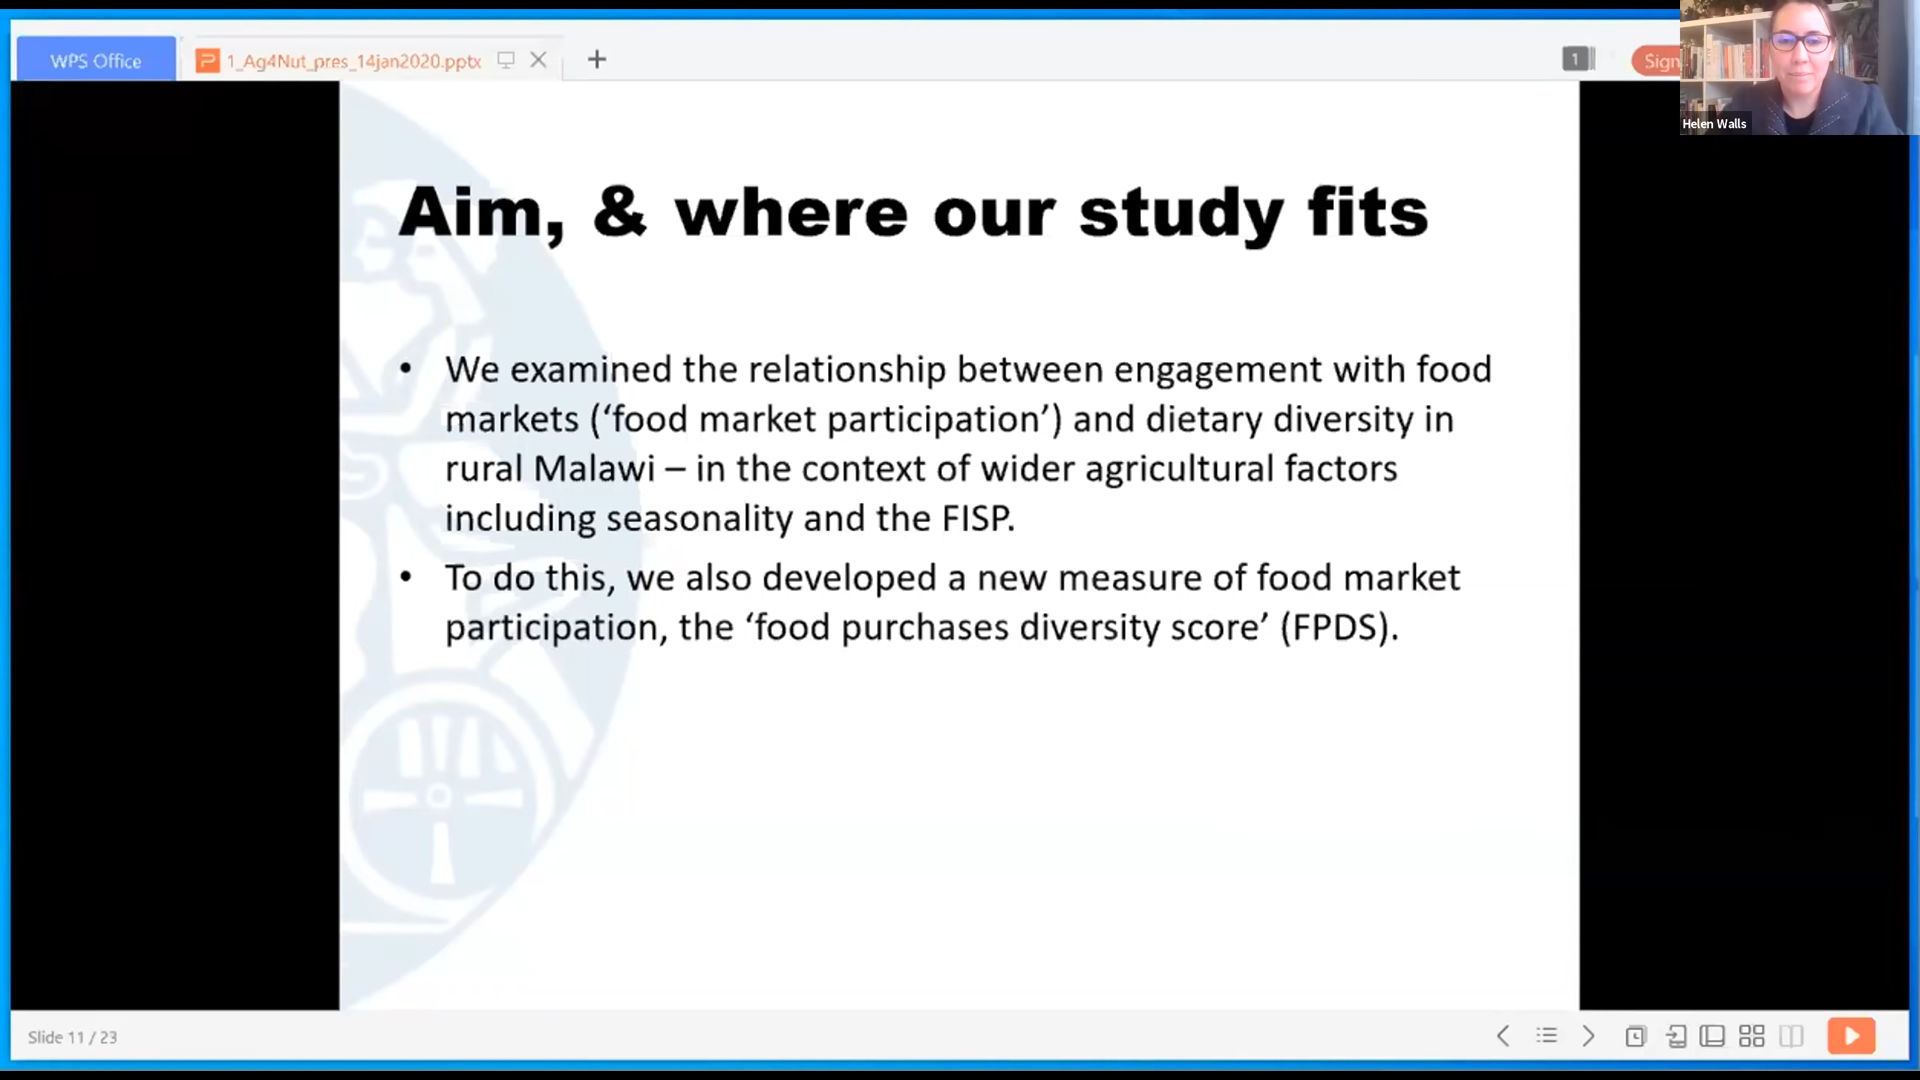 WPS Office
1_Ag4Nut_pres_14jan2020.pptx
1
Sign
Helen Walls
Aim, & where our study fits
• We examined the relationship between engagement with food
markets (‘food market participation’) and dietary diversity in
rural Malawi – in the context of wider agricultural factors
including seasonality and the FISP.
• To do this, we also developed a new measure of food market
participation, the ‘food purchases diversity score’ (FPDS).
Slide 11 / 23